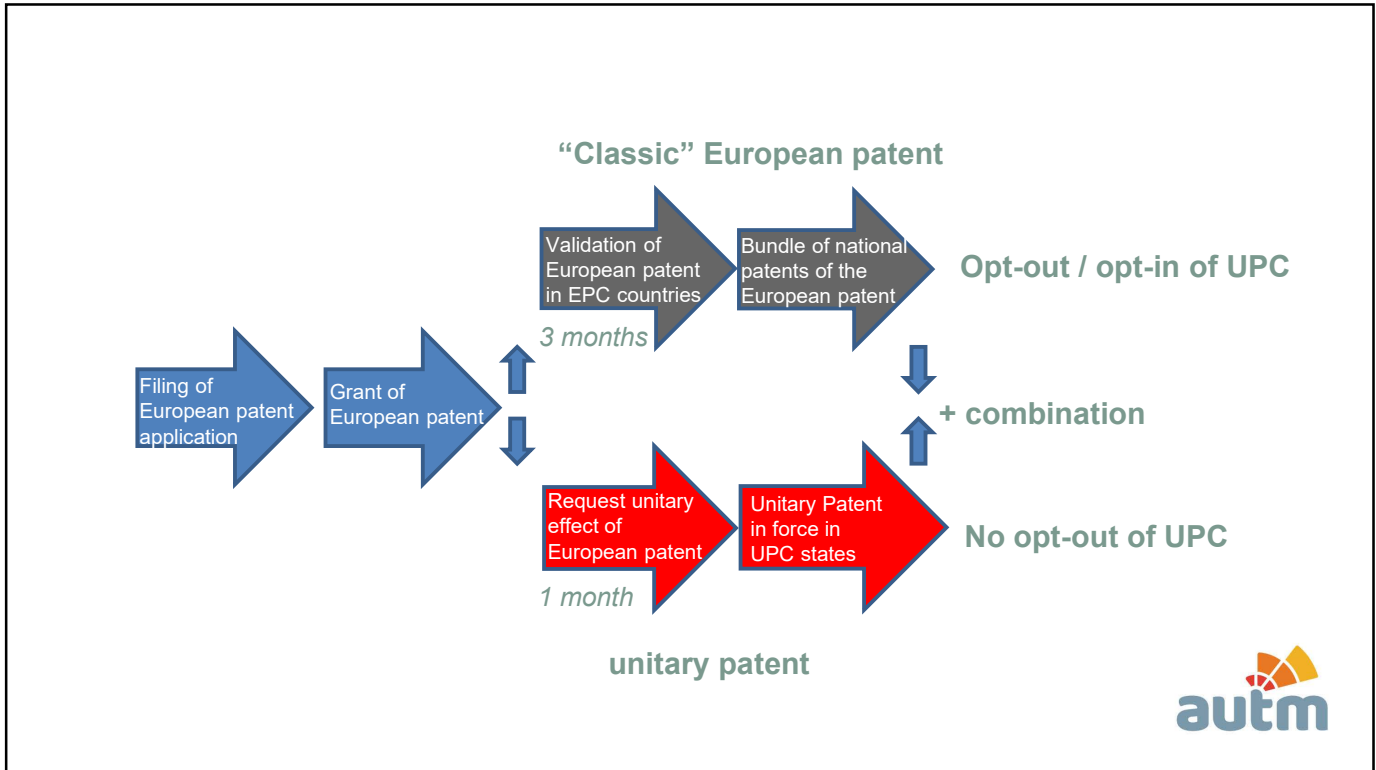 “Classic” European patent
Validation of
European patent
in EPC countries
Bundle of national
patents of the
European patent
Opt-out / opt-in of UPC
3 months
Filing of
European patent
application
Grant of
European patent
+ combination
Request unitary
effect of
European patent
Unitary Patent
in force in
UPC states
No opt-out of UPC
1 month
unitary patent
autm